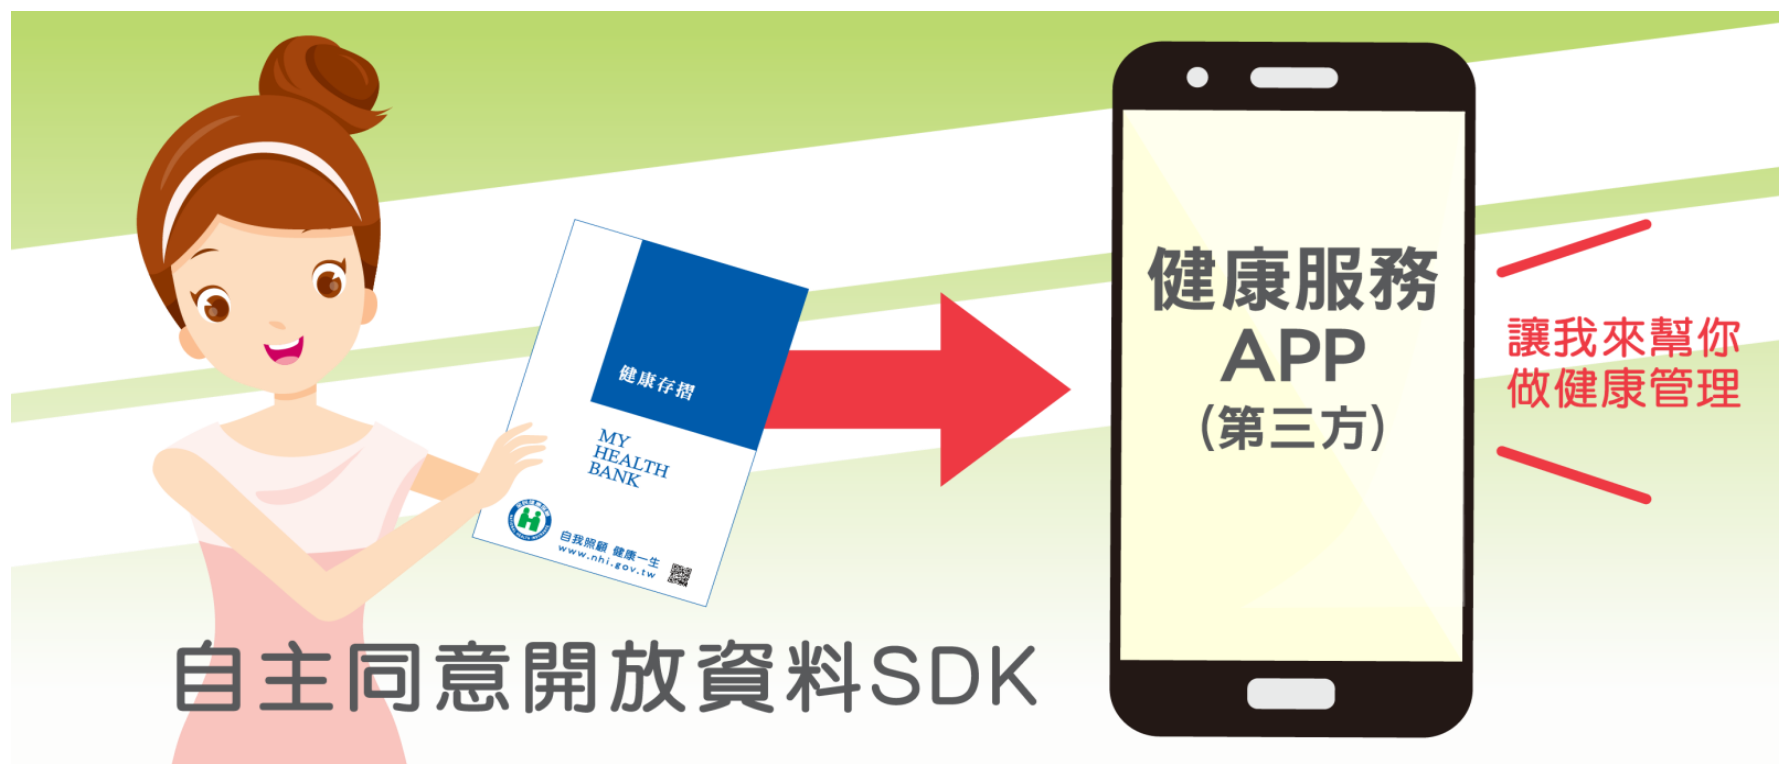 健康存摺
MY
HEALTH
BANK
自我照顧 健康一生
www.nhi.gov.tw
自主同意開放資料SDK
健康服務
APP
(第三方)
讓我來幫你
做健康管理